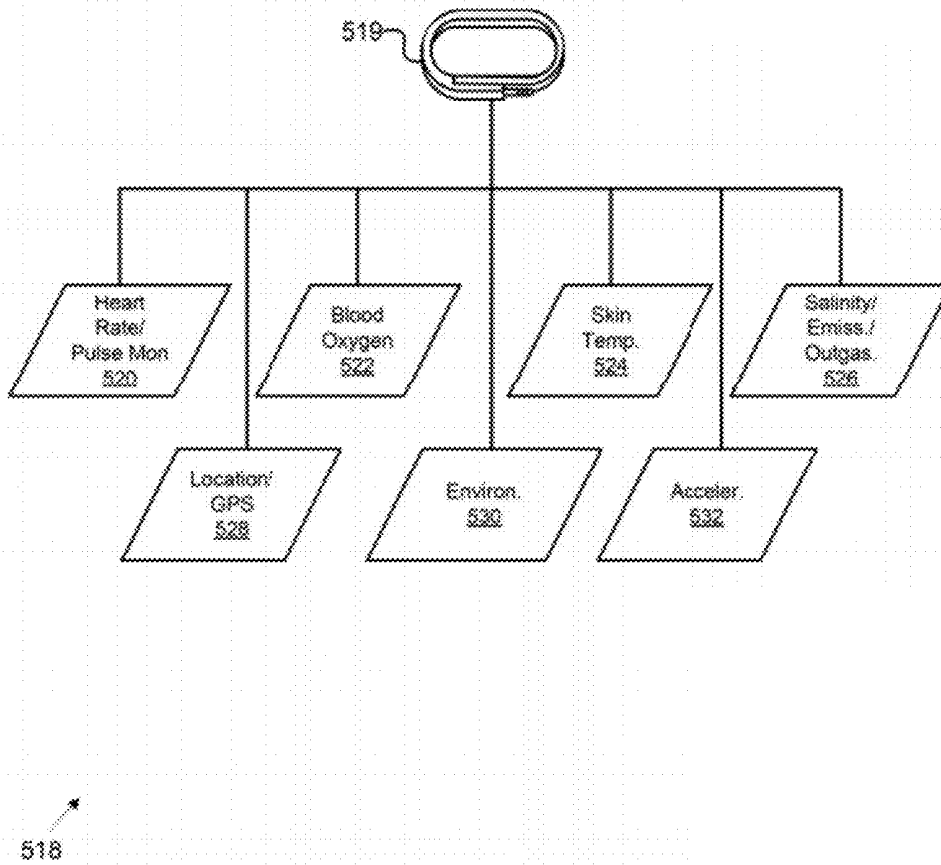 519
Heart
Rate/
Pulse Mon
520
Blood
Oxygen
522
Skin
Temp.
524
Salinity/
Emiss./
Outgas.
526
Location/
GPS
528
Environ.
530
Acceler.
532
518